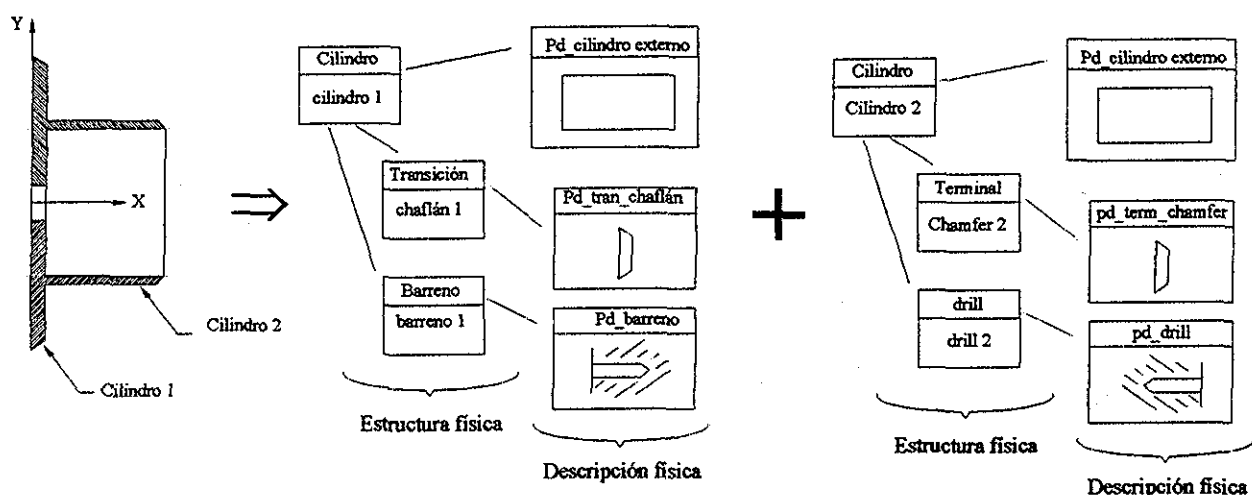 Y
X
Cilindro 2
Cilindro 1
Cilindro
cilindro 1
Pd_cilindro externo
Transición
chaflán 1
Pd_tran_chaflán
Barreno
barreno 1
Pd_barreno
Estructura física
Descripción física
+
Cilindro
Cilindro 2
Pd_cilindro externo
Terminal
Chamfer 2
pd_term_chamfer
drill
drill 2
pd_drill
Estructura física
Descripción física